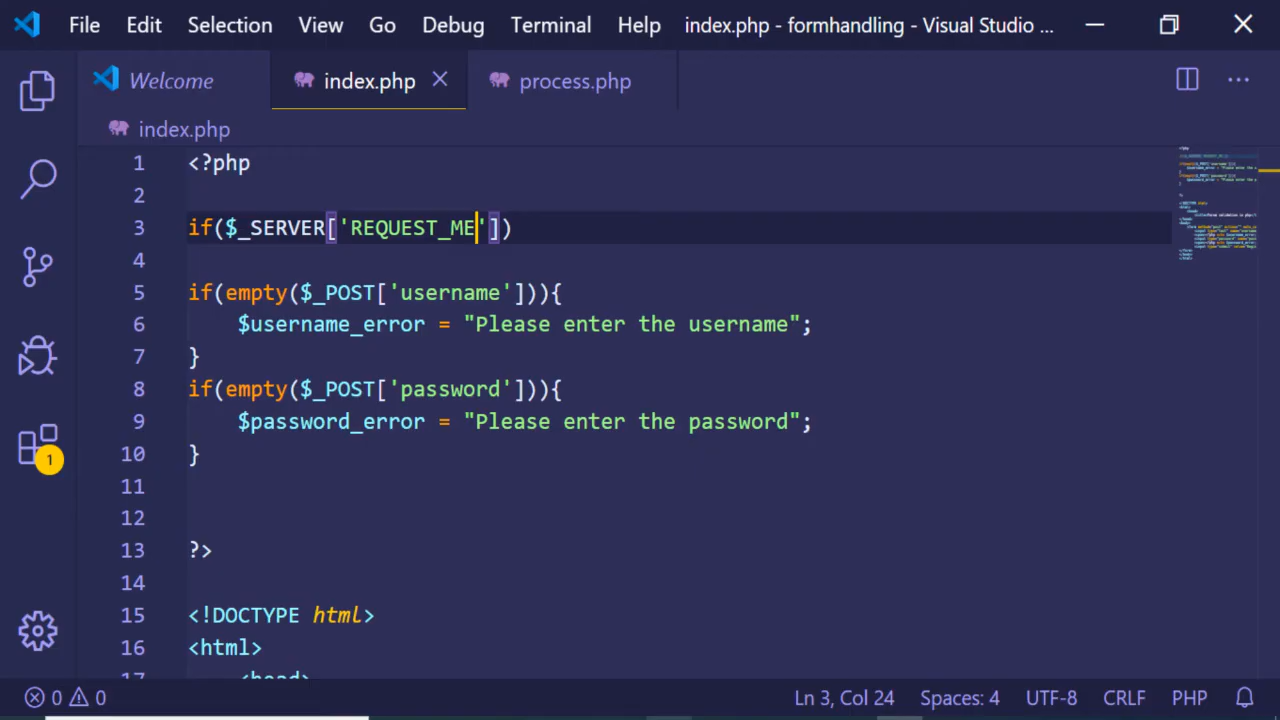 File Edit Selection View Go Debug Terminal Help index.php - formhandling - Visual Studio ...
Welcome index.php process.php
index.php
1 <?php
2
3 if($_SERVER['REQUEST_ME'])
4
5 if(empty($_POST['username'])){
6 $username_error = "Please enter the username";
7 }
8 if(empty($_POST['password'])){
9 $password_error = "Please enter the password";
10 }
11
12
13 ?>
14
15 <!DOCTYPE html>
16 <html>
17 <head>
1
0 0 Ln 3, Col 24 Spaces: 4 UTF-8 CRLF PHP